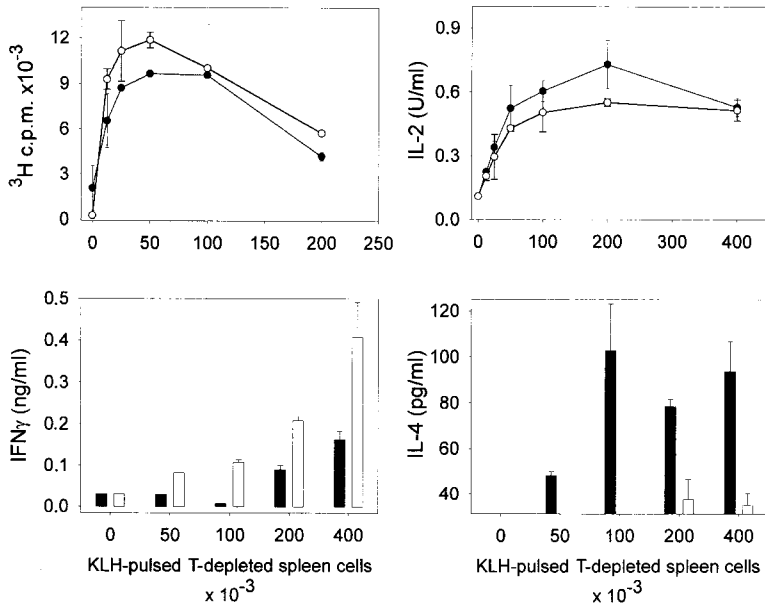 12
9
6
3
0
³H c.p.m. x10⁻³
0 50 100 150 200 250
0.9
0.6
0.3
0.0
IL-2 (U/ml)
0 100 200 300 400
0.5
0.4
0.3
0.2
0.1
0.0
IFNγ (ng/ml)
0 50 100 200 400
120
100
80
60
40
IL-4 (pg/ml)
0 50 100 200 400
KLH-pulsed T-depleted spleen cells
x 10⁻³
KLH-pulsed T-depleted spleen cells
x 10⁻³